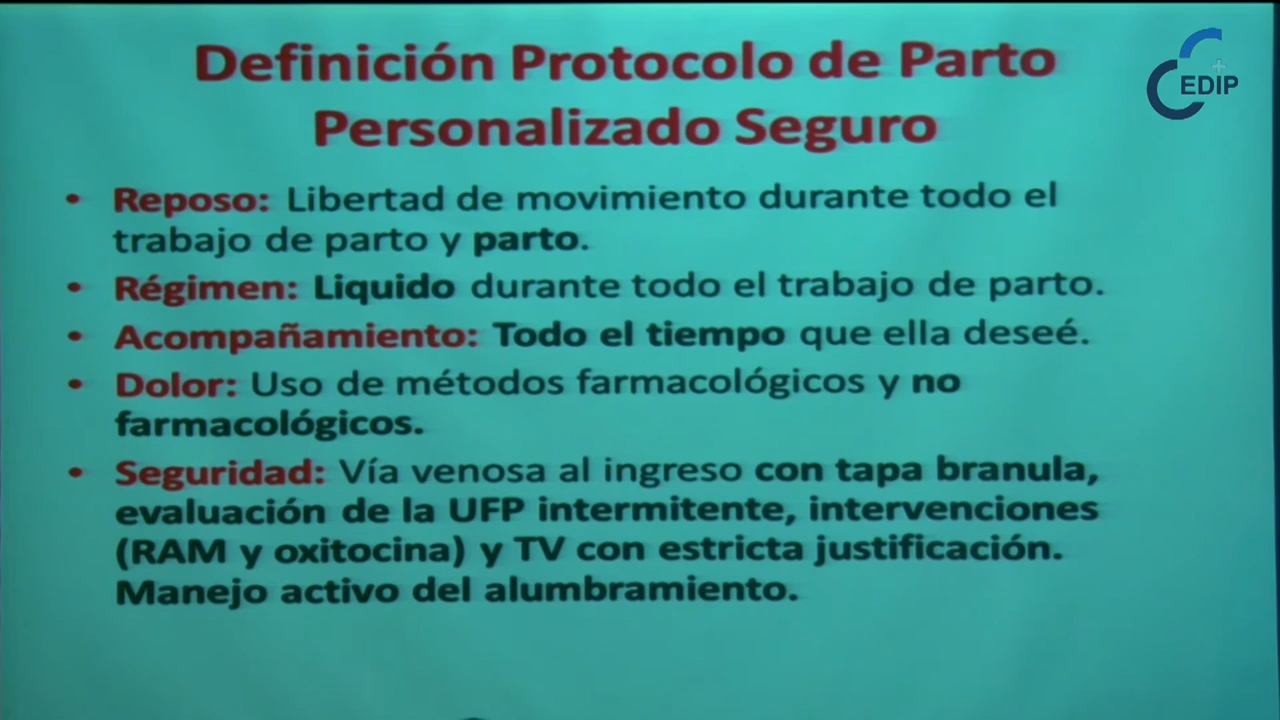 Definición Protocolo de Parto
Personalizado Seguro
EDIP
• Reposo: Libertad de movimiento durante todo el
trabajo de parto y parto.
• Régimen: Liquido durante todo el trabajo de parto.
• Acompañamiento: Todo el tiempo que ella deseé.
• Dolor: Uso de métodos farmacológicos y no
farmacológicos.
• Seguridad: Vía venosa al ingreso con tapa branula,
evaluación de la UFP intermitente, intervenciones
(RAM y oxitocina) y TV con estricta justificación.
Manejo activo del alumbramiento.